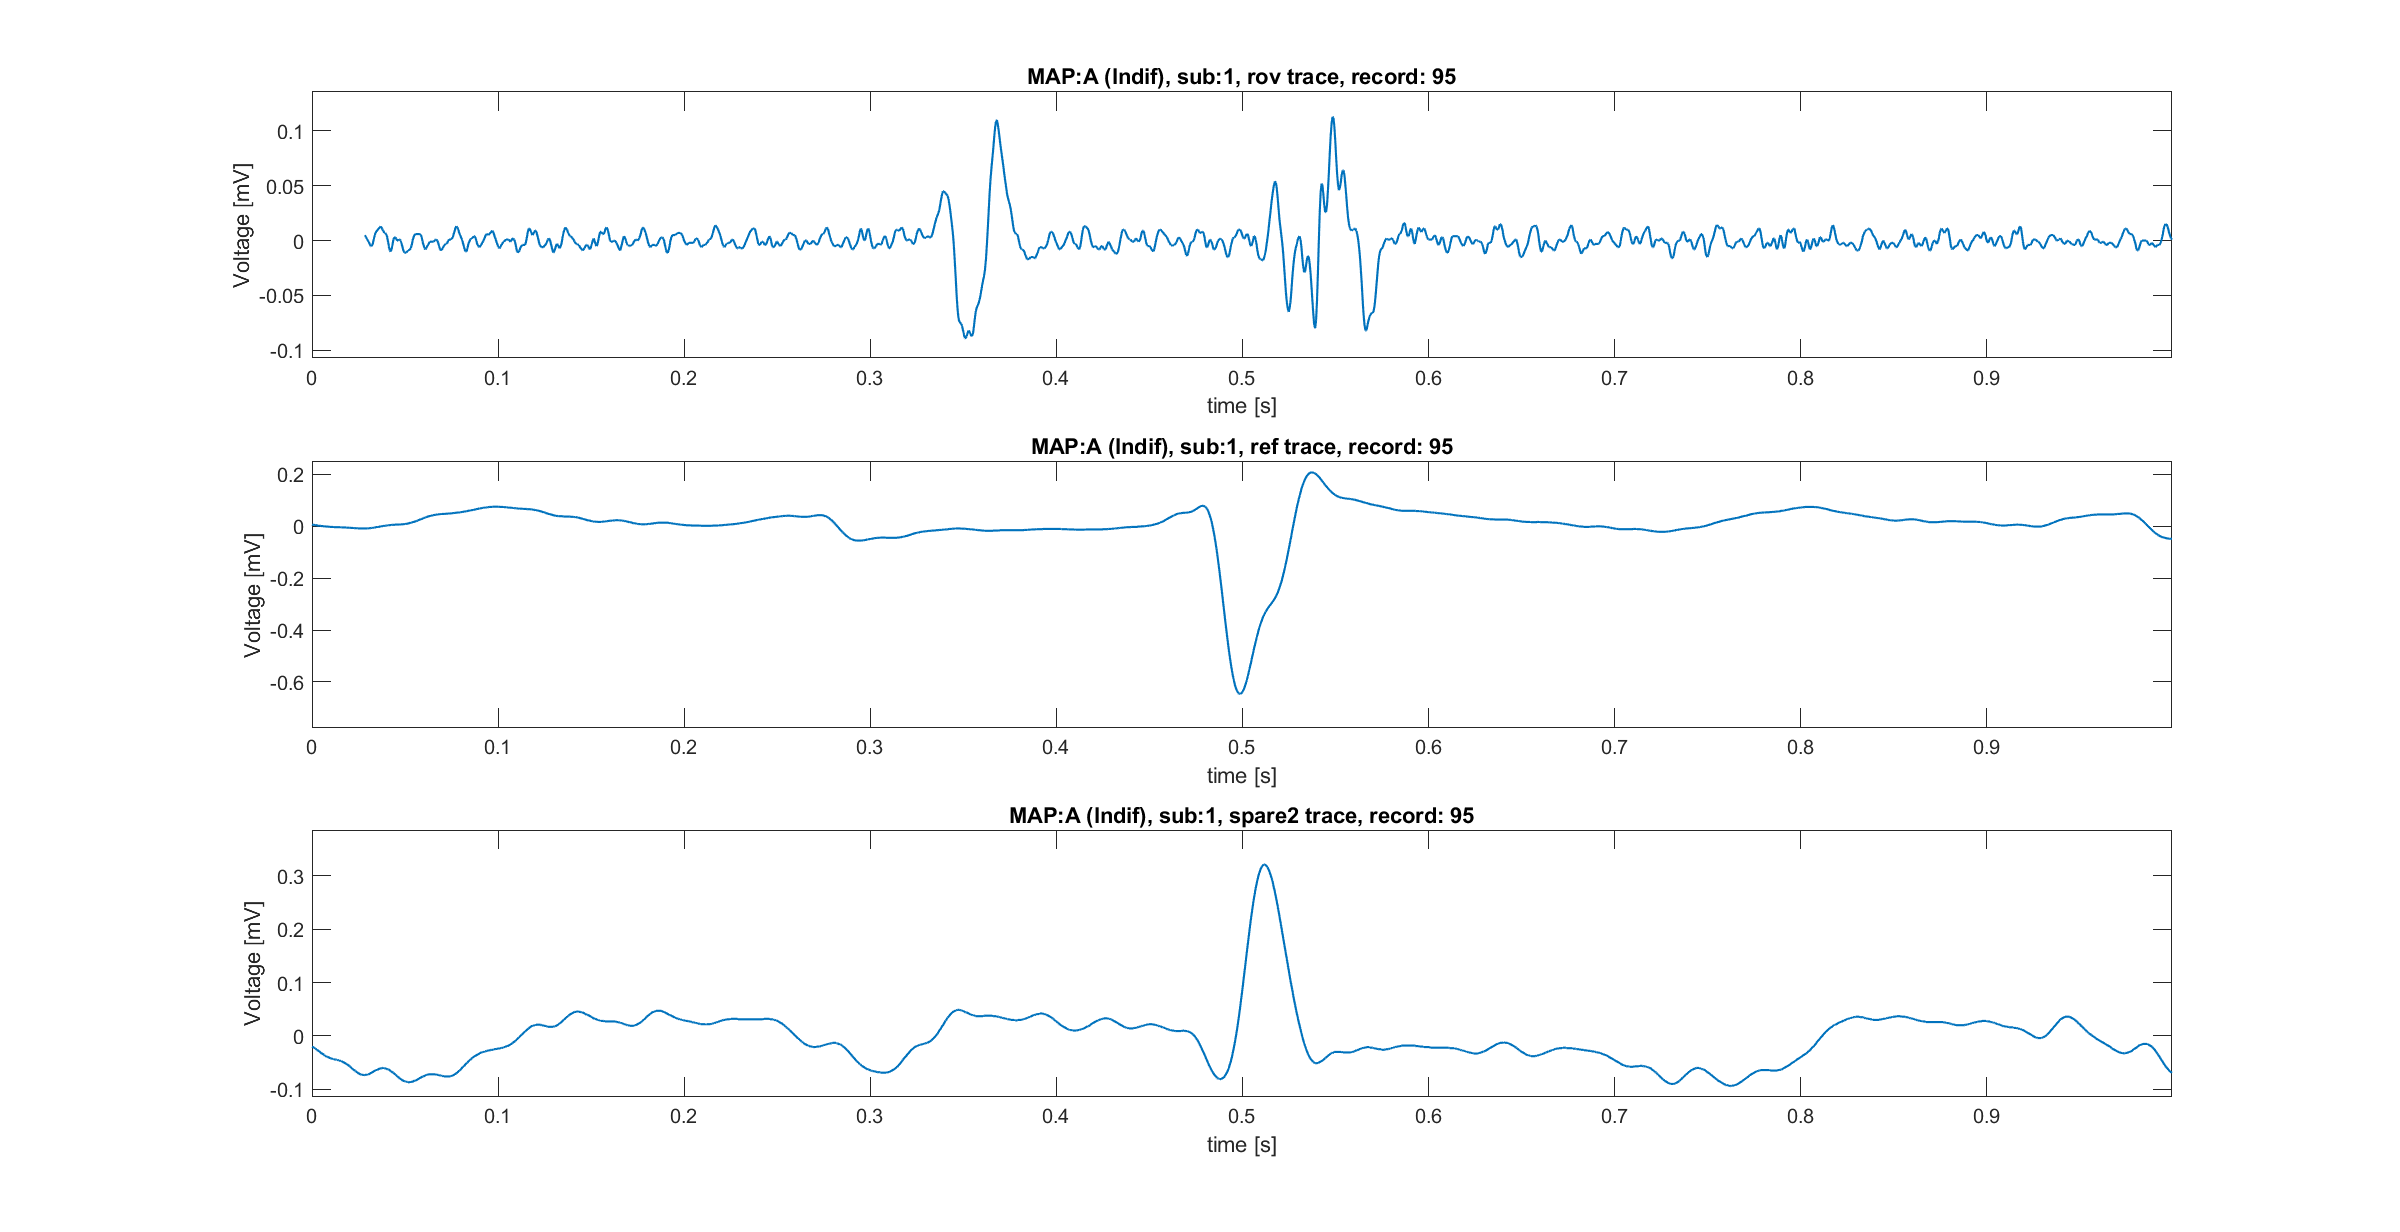 MAP:A (Indif), sub:1, rov trace, record: 95
Voltage [mV]
0.1
0.05
0
-0.05
-0.1
0 0.1 0.2 0.3 0.4 0.5 0.6 0.7 0.8 0.9
time [s]
MAP:A (Indif), sub:1, ref trace, record: 95
Voltage [mV]
0.2
0
-0.2
-0.4
-0.6
0 0.1 0.2 0.3 0.4 0.5 0.6 0.7 0.8 0.9
time [s]
MAP:A (Indif), sub:1, spare2 trace, record: 95
Voltage [mV]
0.3
0.2
0.1
0
-0.1
0 0.1 0.2 0.3 0.4 0.5 0.6 0.7 0.8 0.9
time [s]